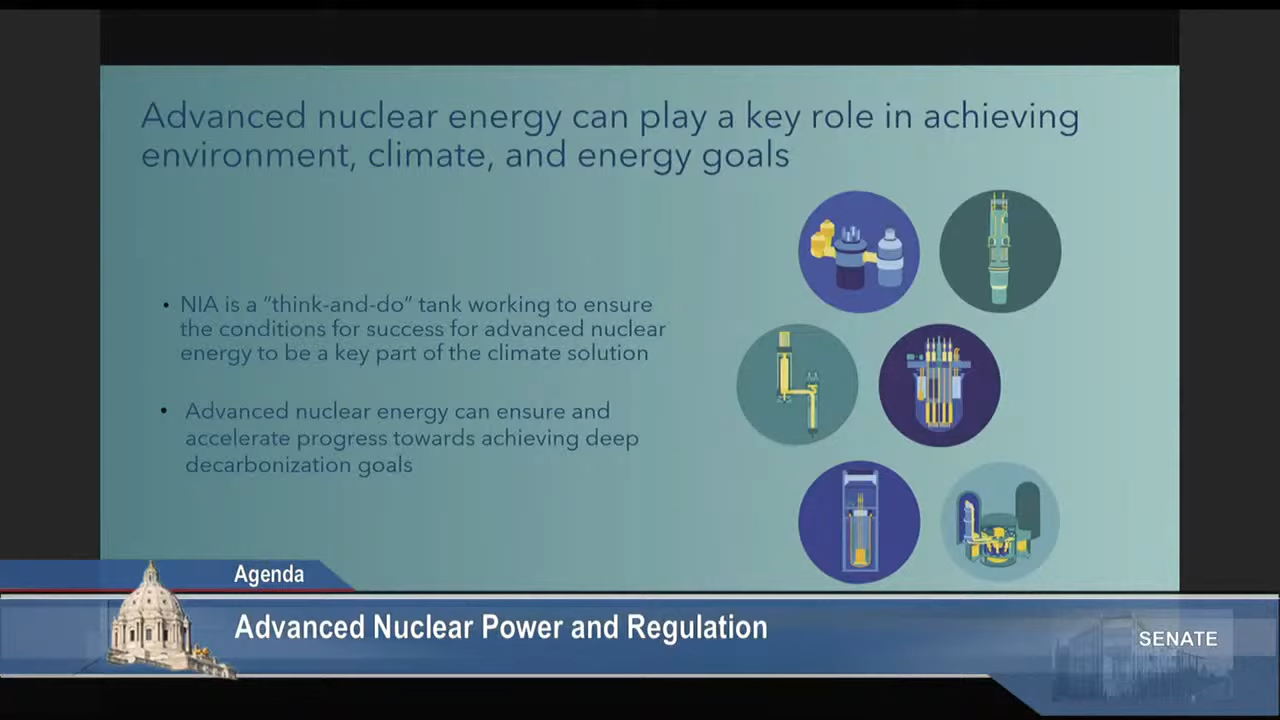 Advanced nuclear energy can play a key role in achieving
environment, climate, and energy goals
• NIA is a “think-and-do” tank working to ensure
the conditions for success for advanced nuclear
energy to be a key part of the climate solution
• Advanced nuclear energy can ensure and
accelerate progress towards achieving deep
decarbonization goals
Agenda
Advanced Nuclear Power and Regulation
SENATE